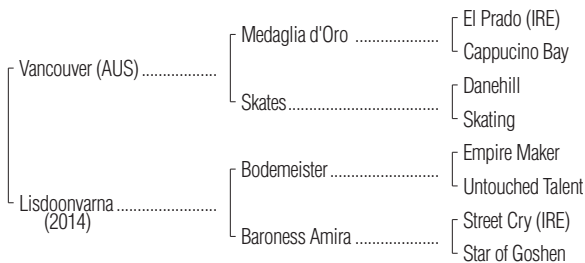 El Prado (IRE)
Medaglia d'Oro ....................
Cappucino Bay
Vancouver (AUS) ..................
Danehill
Skates...................................
Skating
Empire Maker
Bodemeister..........................
Untouched Talent
Lisdoonvarna ........................
(2014)
Street Cry (IRE)
Baroness Amira .....................
Star of Goshen